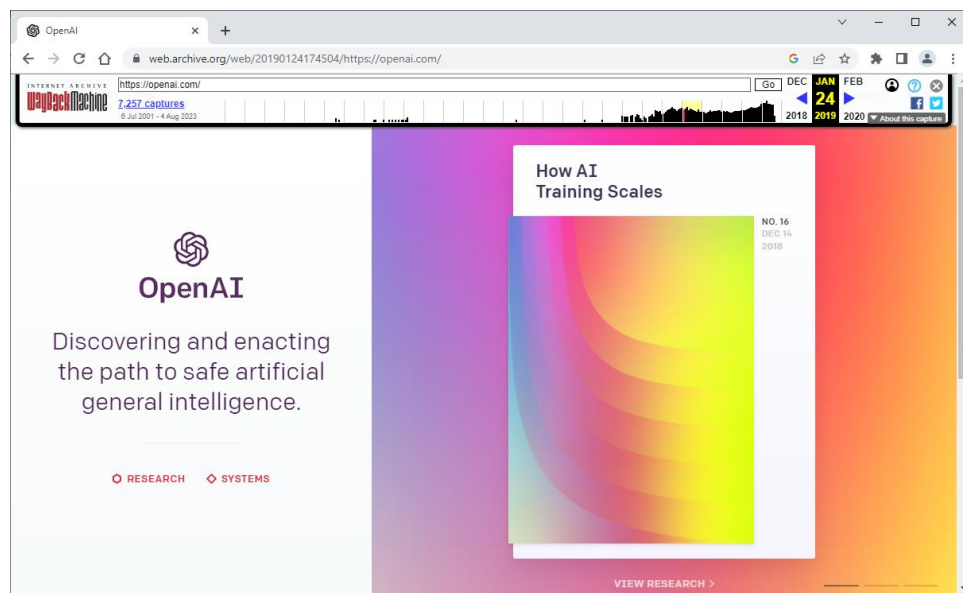 OpenAI
web.archive.org/web/20190124174504/https://openai.com/
INTERNET ARCHIVE
WayBackMachine
https://openai.com/
Go
DEC JAN FEB
7,257 captures
24
6 Jul 2001 - 4 Aug 2023
2018 2019 2020
About this capture
How AI
Training Scales
NO. 16
DEC 14
2018
OpenAI
Discovering and enacting
the path to safe artificial
general intelligence.
RESEARCH SYSTEMS
VIEW RESEARCH >